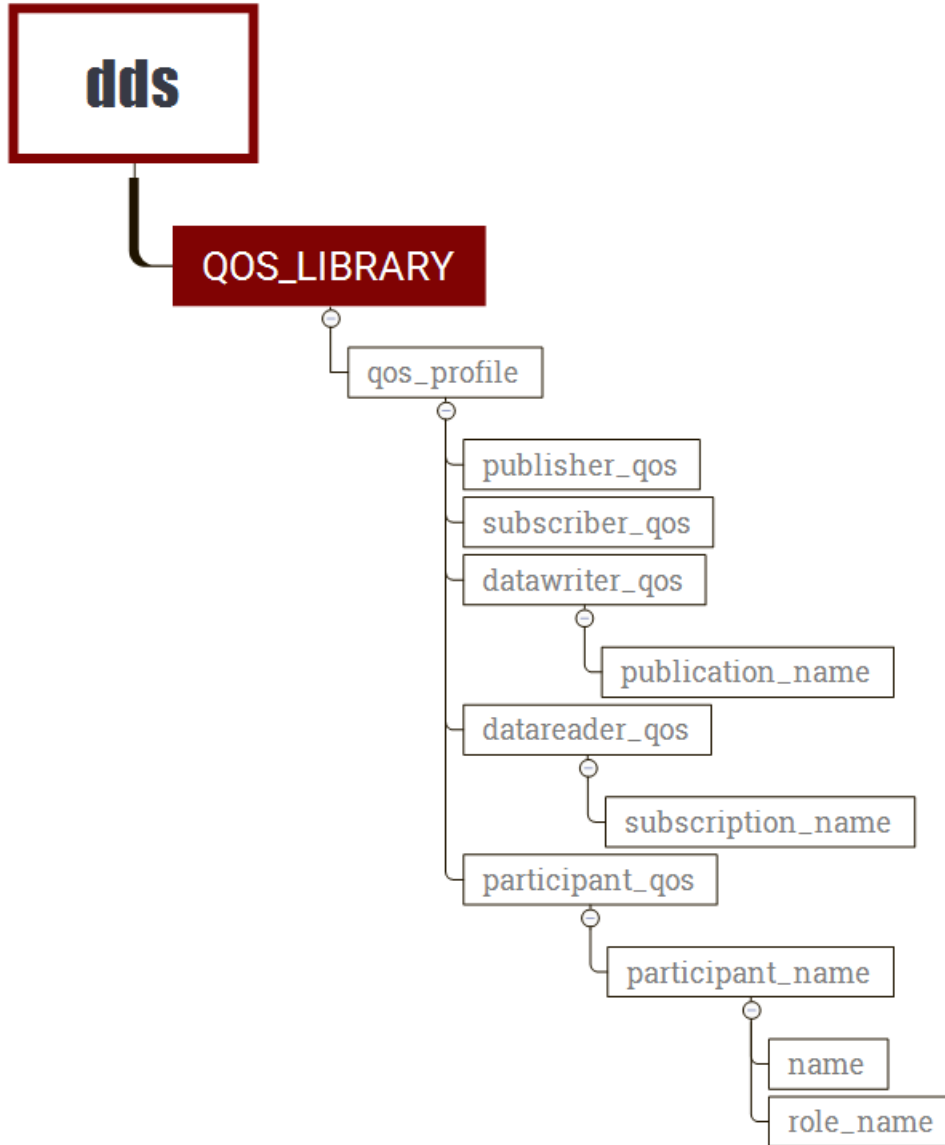 dds
QOS_LIBRARY
qos_profile
publisher_qos
subscriber_qos
datawriter_qos
publication_name
datareader_qos
subscription_name
participant_qos
participant_name
name
role_name